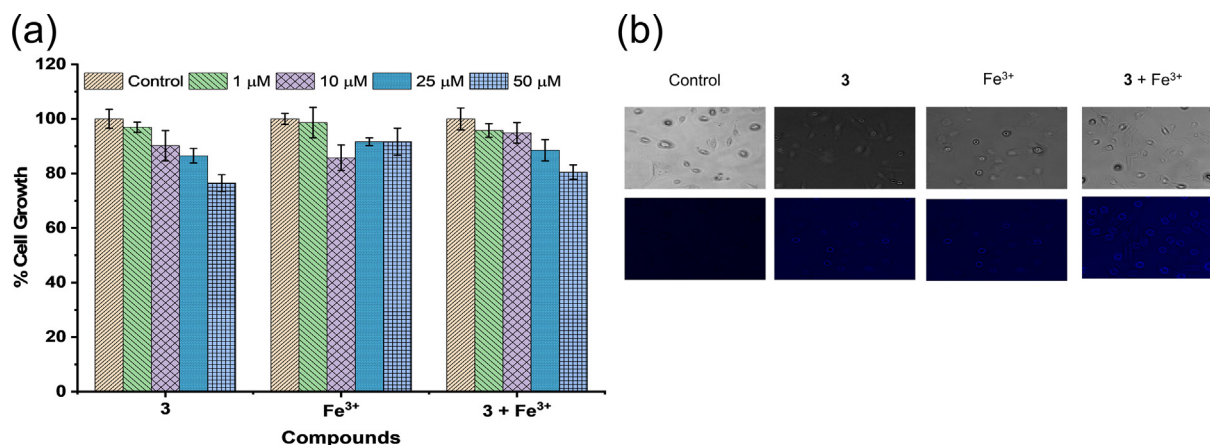 (a)
120
100
80
60
40
20
0
% Cell Growth
Control 1 µM 10 µM 25 µM 50 µM
3 Fe³⁺ 3 + Fe³⁺
Compounds
(b)
Control 3 Fe³⁺ 3 + Fe³⁺